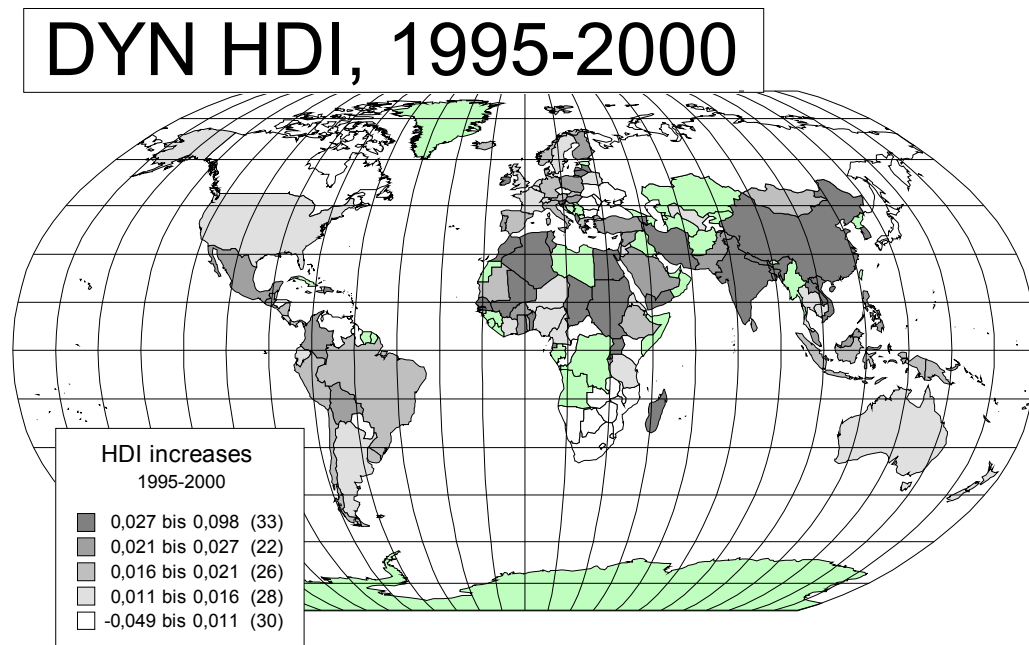 DYN HDI, 1995-2000
HDI increases
1995-2000
0,027 bis 0,098 (33)
0,021 bis 0,027 (22)
0,016 bis 0,021 (26)
0,011 bis 0,016 (28)
-0,049 bis 0,011 (30)